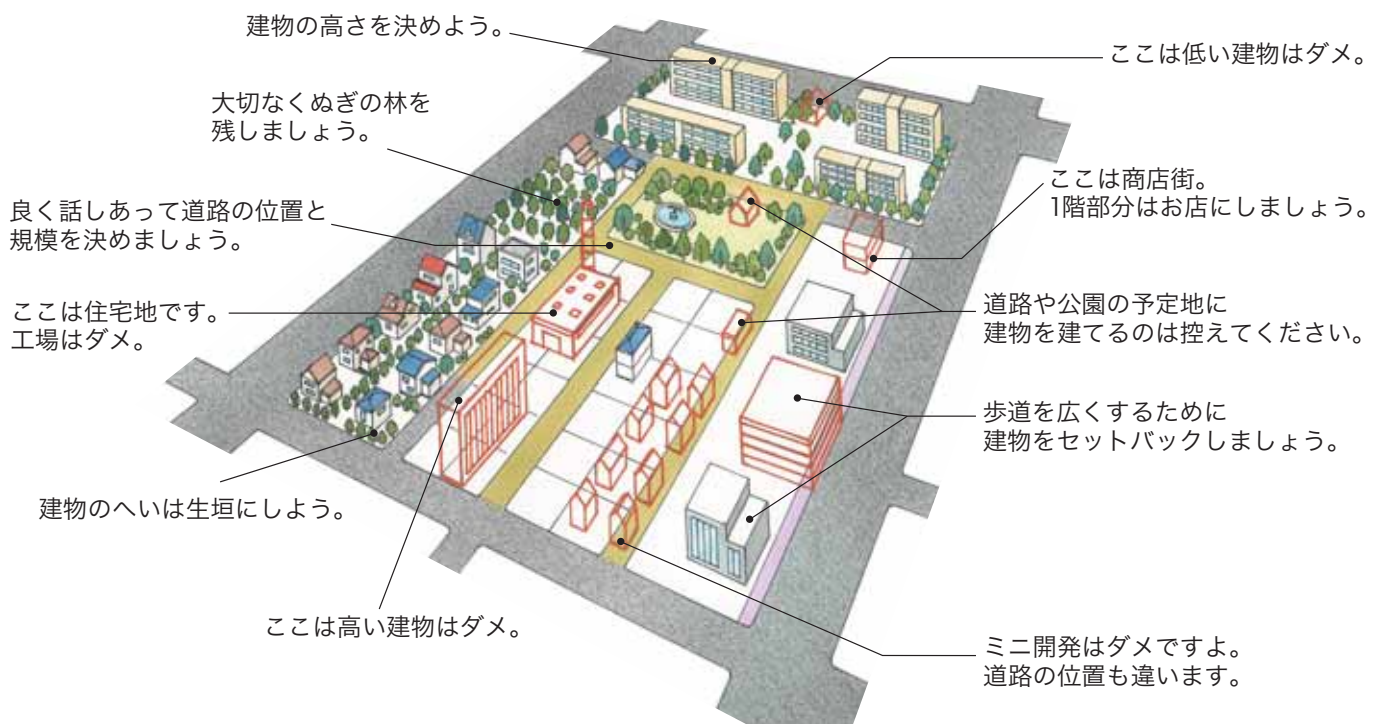 建物の高さを決めよう。
ここは低い建物はダメ。
大切なくぬぎの林を
残しましょう。
ここは商店街。
1階部分はお店にしましょう。
良く話しあって道路の位置と
規模を決めましょう。
道路や公園の予定地に
建物を建てるのは控えてください。
ここは住宅地です。
工場はダメ。
歩道を広くするために
建物をセットバックしましょう。
建物のへいは生垣にしよう。
ここは高い建物はダメ。
ミニ開発はダメですよ。
道路の位置も違います。